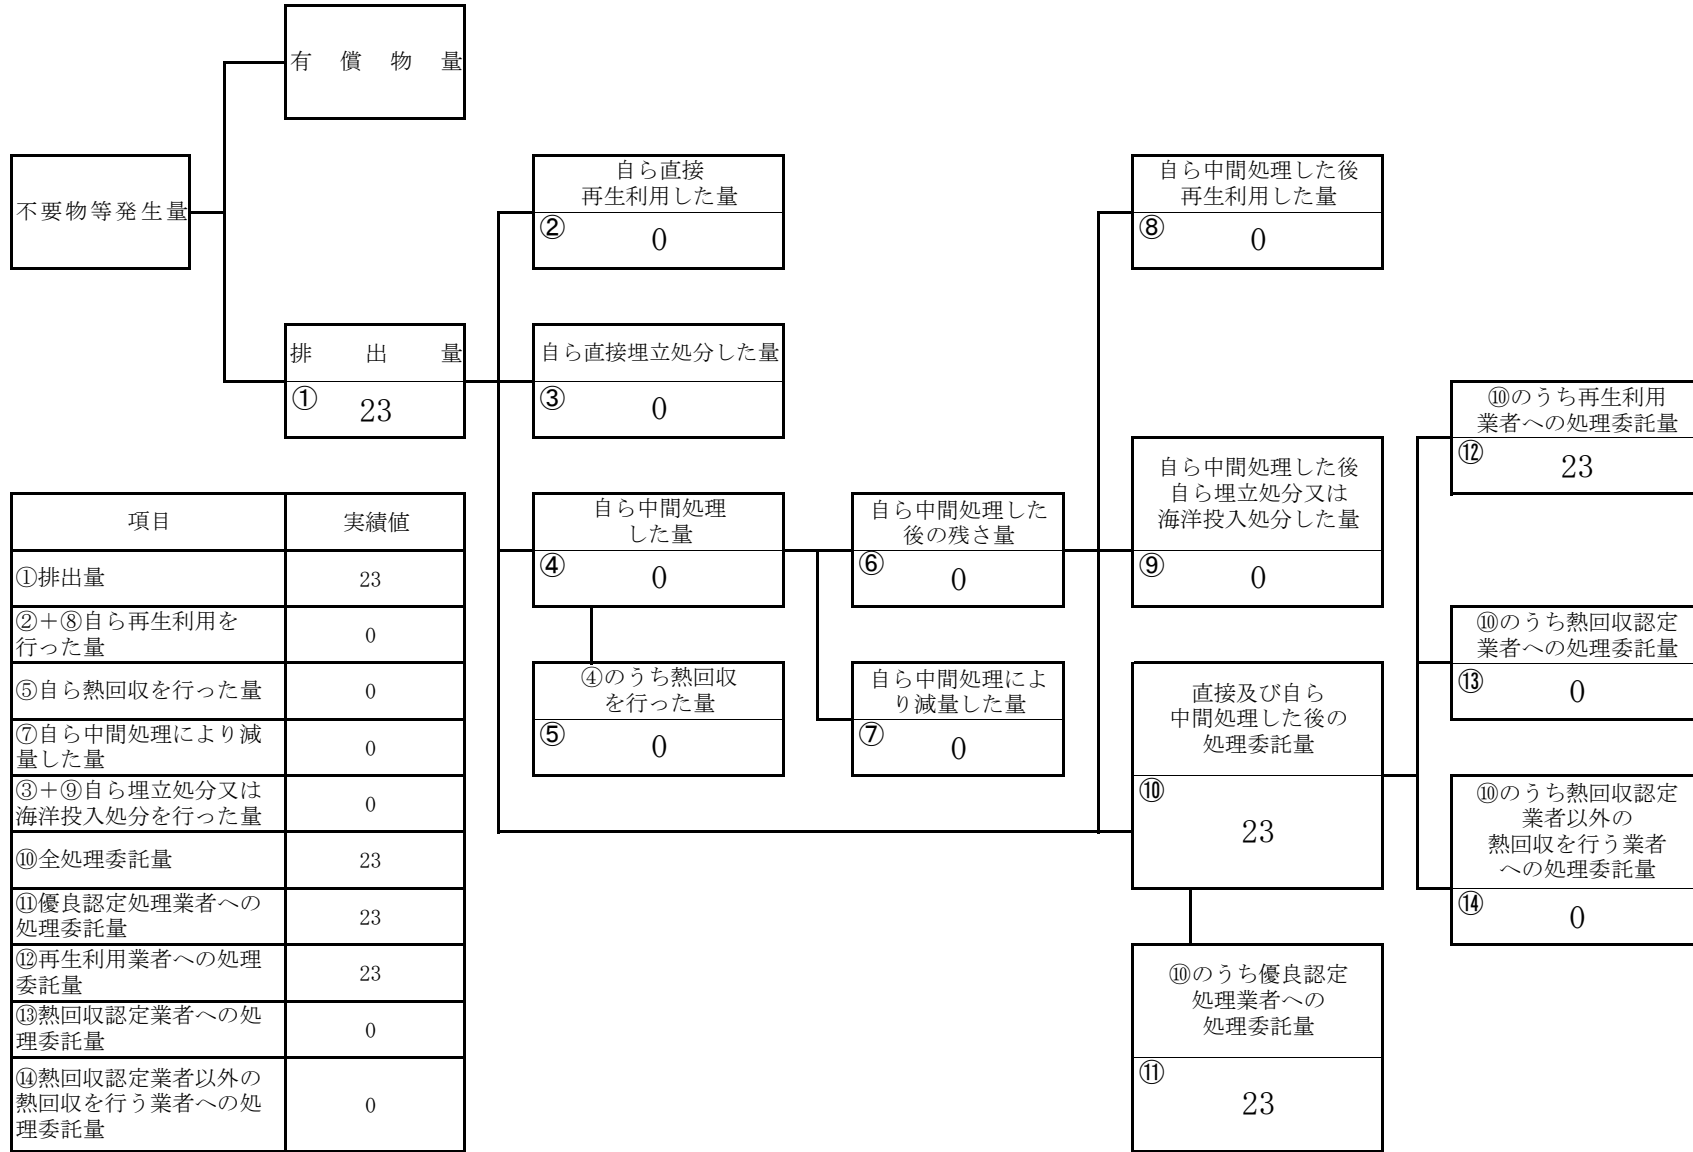 有償物量
不要物等発生量
排出量
① 23
自ら直接
再生利用した量
② 0
自ら直接埋立処分した量
③ 0
自ら中間処理
した量
④ 0
④のうち熱回収
を行った量
⑤ 0
自ら中間処理した
後の残さ量
⑥ 0
自ら中間処理によ
り減量した量
⑦ 0
自ら中間処理した後
再生利用した量
⑧ 0
自ら中間処理した後
自ら埋立処分又は
海洋投入処分した量
⑨ 0
直接及び自ら
中間処理した後の
処理委託量
⑩ 23
⑩のうち優良認定
処理業者への
処理委託量
⑪ 23
⑩のうち再生利用
業者への処理委託量
⑫ 23
⑩のうち熱回収認定
業者への処理委託量
⑬ 0
⑩のうち熱回収認定
業者以外の
熱回収を行う業者
への処理委託量
⑭ 0
項目 実績値
①排出量 23
②＋⑧自ら再生利用を
行った量 0
⑤自ら熱回収を行った量 0
⑦自ら中間処理により減
量した量 0
③＋⑨自ら埋立処分又は
海洋投入処分を行った量 0
⑩全処理委託量 23
⑪優良認定処理業者への
処理委託量 23
⑫再生利用業者への処理
委託量 23
⑬熱回収認定業者への処
理委託量 0
⑭熱回収認定業者以外の
熱回収を行う業者への処
理委託量 0